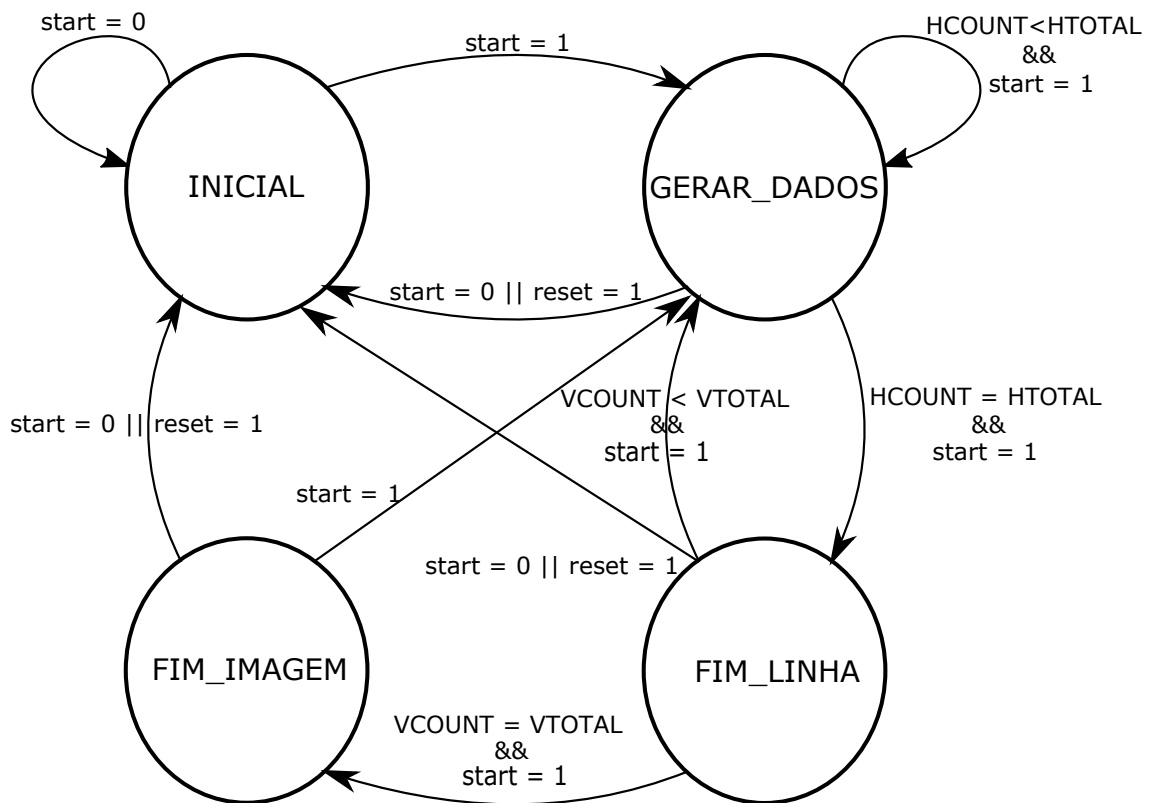 start = 0
start = 1
HCOUNT<HTOTAL
&&
start = 1
INICIAL
GERAR_DADOS
start = 0 || reset = 1
VCOUNT < VTOTAL
&&
start = 1
HCOUNT = HTOTAL
&&
start = 1
start = 0 || reset = 1
start = 1
start = 0 || reset = 1
FIM_IMAGEM
FIM_LINHA
VCOUNT = VTOTAL
&&
start = 1